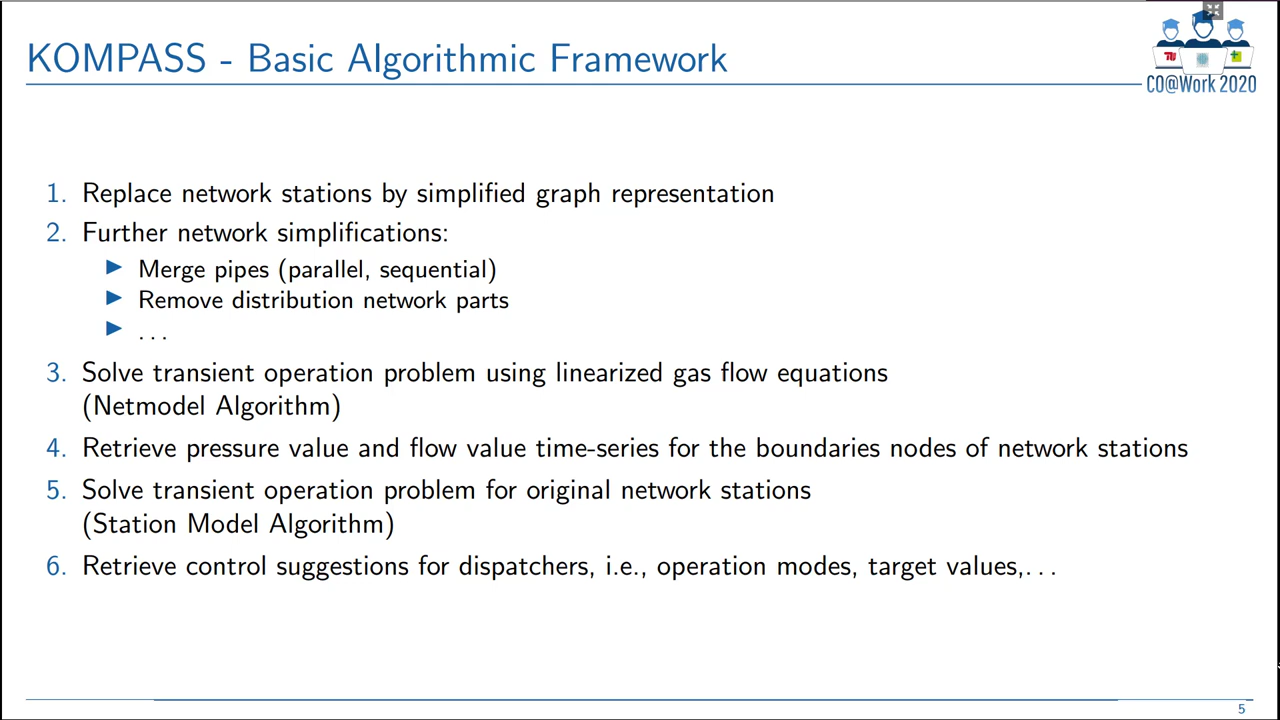 KOMPASS - Basic Algorithmic Framework
CO@Work 2020
1. Replace network stations by simplified graph representation
2. Further network simplifications:
▶ Merge pipes (parallel, sequential)
▶ Remove distribution network parts
▶ . . .
3. Solve transient operation problem using linearized gas flow equations
(Netmodel Algorithm)
4. Retrieve pressure value and flow value time-series for the boundaries nodes of network stations
5. Solve transient operation problem for original network stations
(Station Model Algorithm)
6. Retrieve control suggestions for dispatchers, i.e., operation modes, target values,. . .
5